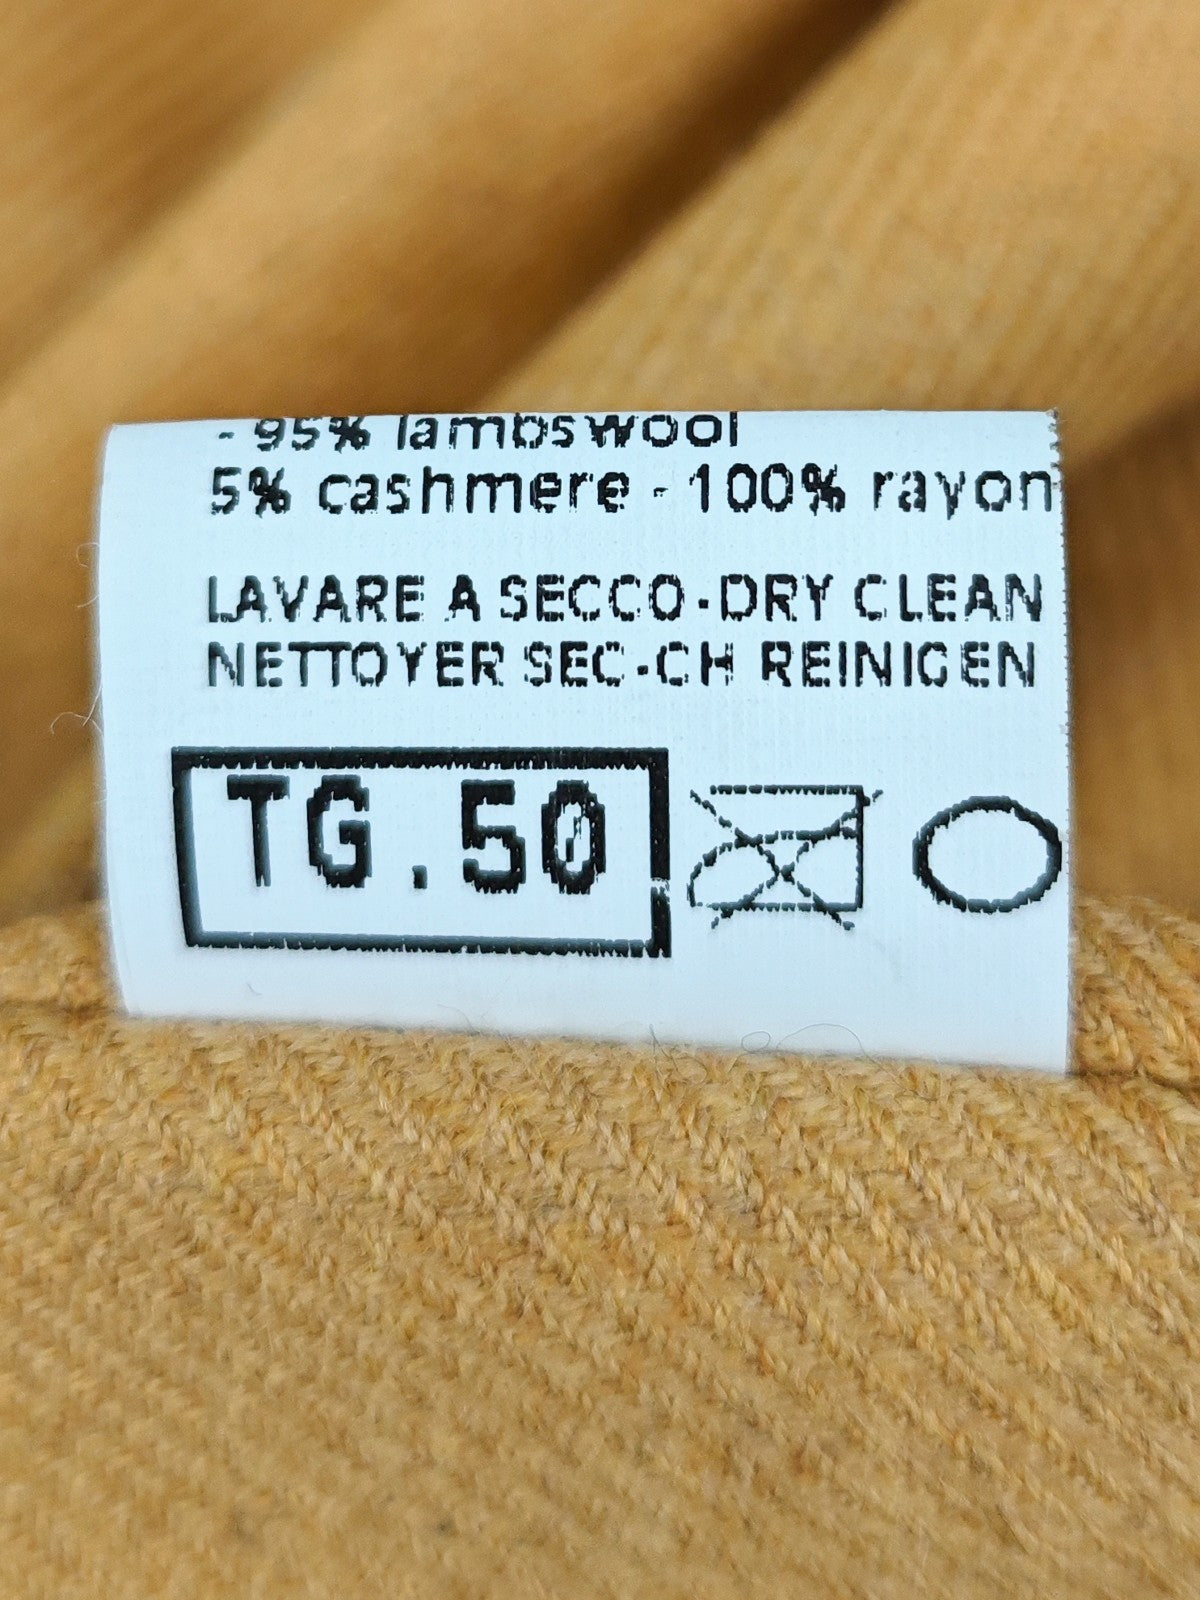 - 95% lambswool
5% cashmere - 100% rayon
LAVARE A SECCO - DRY CLEAN
NETTOYER SEC - CH REINIGEN
TG.50